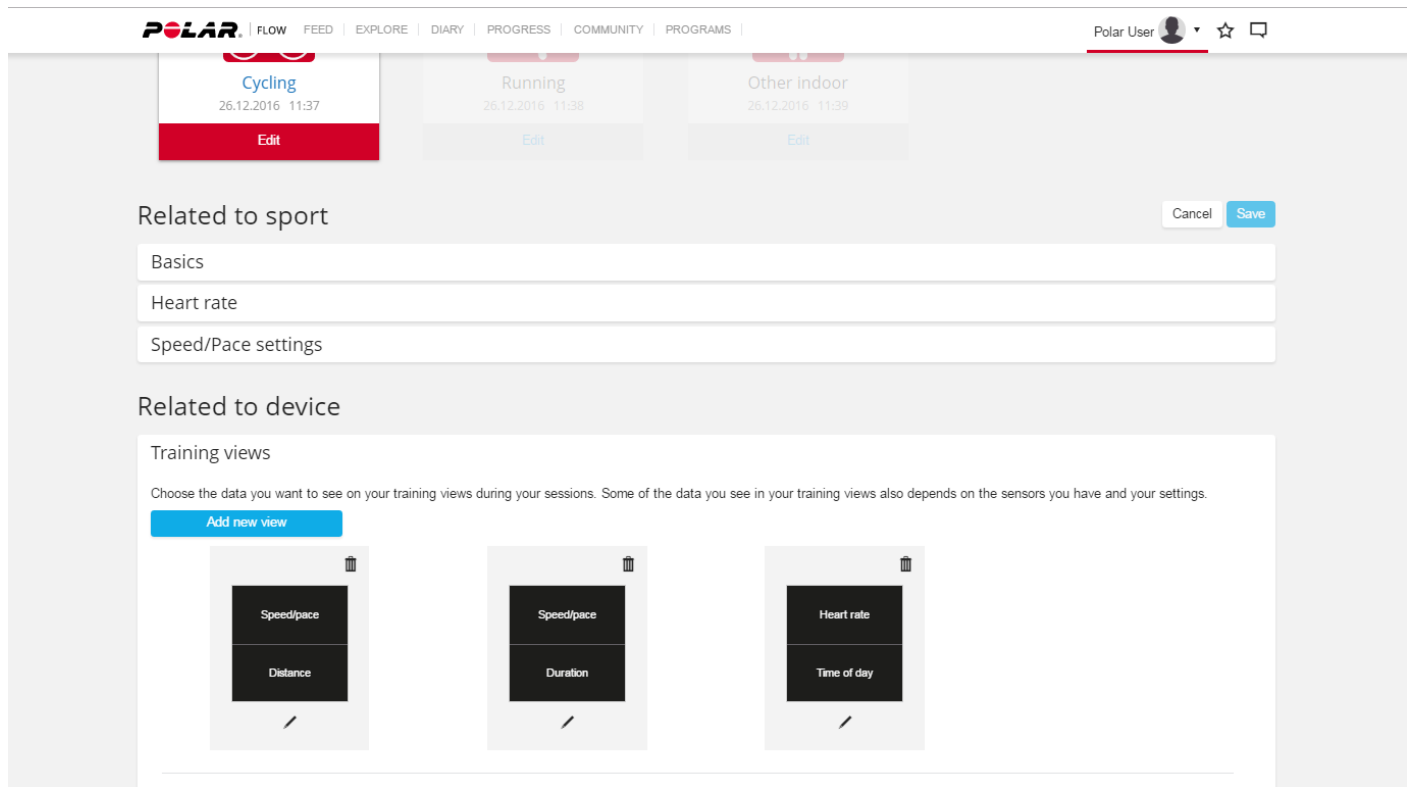 POLAR. FLOW FEED EXPLORE DIARY PROGRESS COMMUNITY PROGRAMS Polar User
Cycling Running Other indoor
26.12.2016 11:37 26.12.2016 11:38 26.12.2016 11:39
Edit Edit Edit
Related to sport Cancel Save
Basics
Heart rate
Speed/Pace settings
Related to device
Training views
Choose the data you want to see on your training views during your sessions. Some of the data you see in your training views also depends on the sensors you have and your settings.
Add new view
Speed/pace Speed/pace Heart rate
Distance Duration Time of day